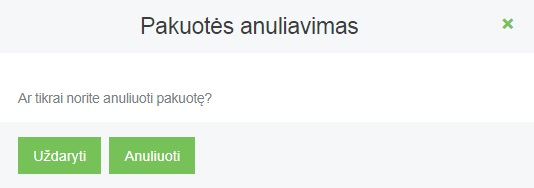 Pakuotės anuliavimas
Ar tikrai norite anuliuoti pakuotę?
Uždaryti Anuliuoti